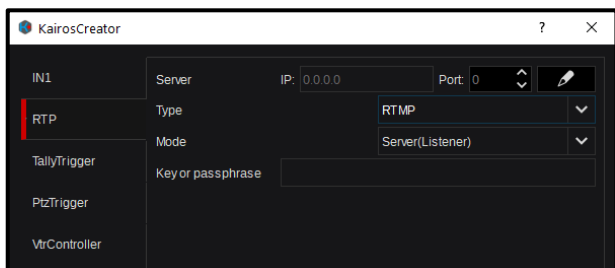 KairosCreator ? ×
IN1
RTP
TallyTrigger
PtzTrigger
VtrController
Server IP: 0.0.0.0 Port: 0
Type RTMP
Mode Server(Listener)
Key or passphrase